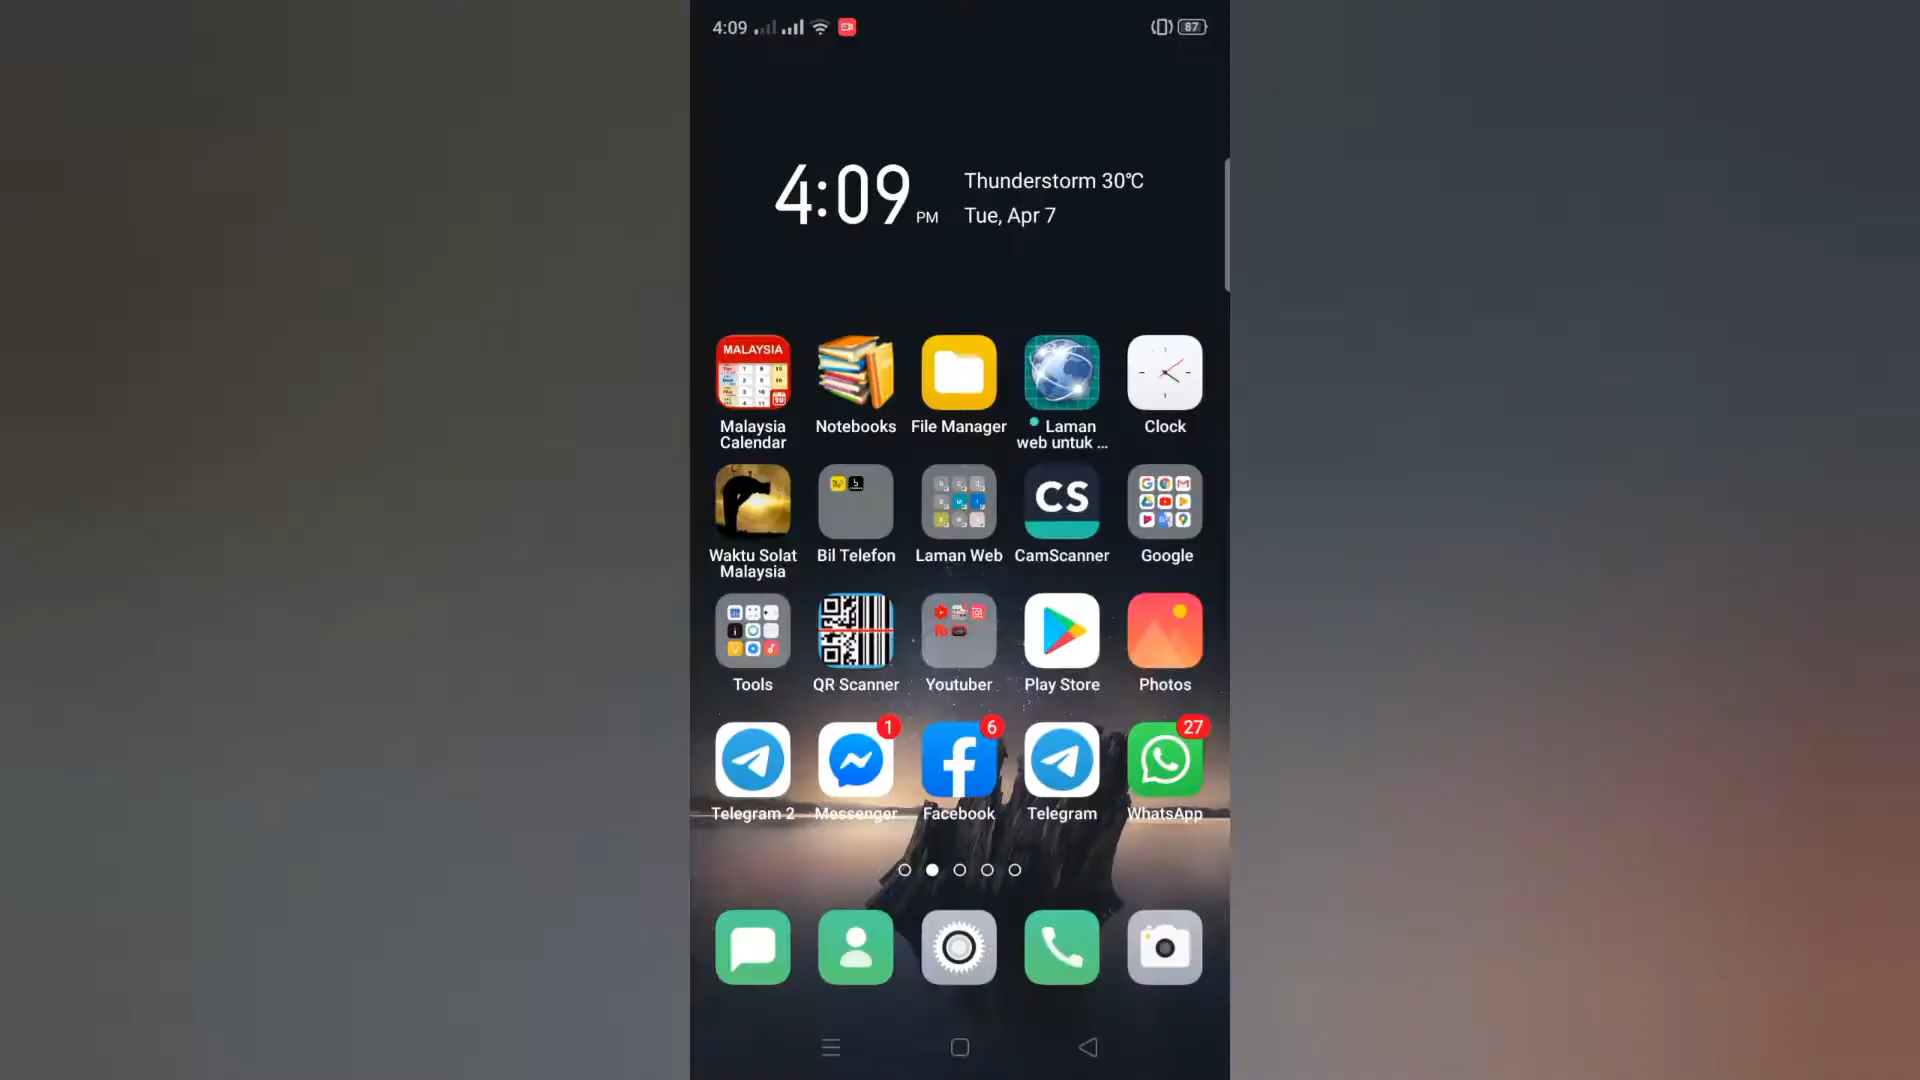 4:09
87
4:09 PM
Thunderstorm 30℃
Tue, Apr 7
MALAYSIA
Malaysia
Calendar
Notebooks
File Manager
Laman
web untuk ...
Clock
Waktu Solat
Malaysia
Bil Telefon
Laman Web
CS
CamScanner
Google
Tools
QR Scanner
Youtuber
Play Store
Photos
1
6
27
Telegram 2
Messenger
Facebook
Telegram
WhatsApp